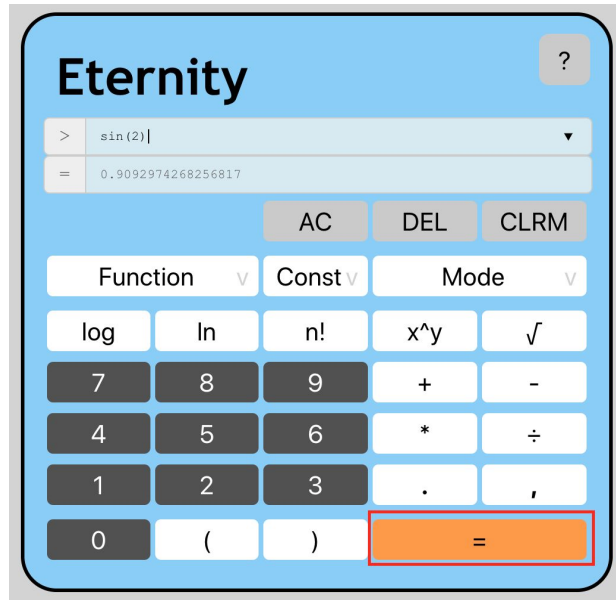 Eternity
?
> sin(2) ▼
= 0.9092974268256817
AC DEL CLRM
Function v Const v Mode v
log ln n! x^y √
7 8 9 + -
4 5 6 * ÷
1 2 3 . ,
0 ( ) =